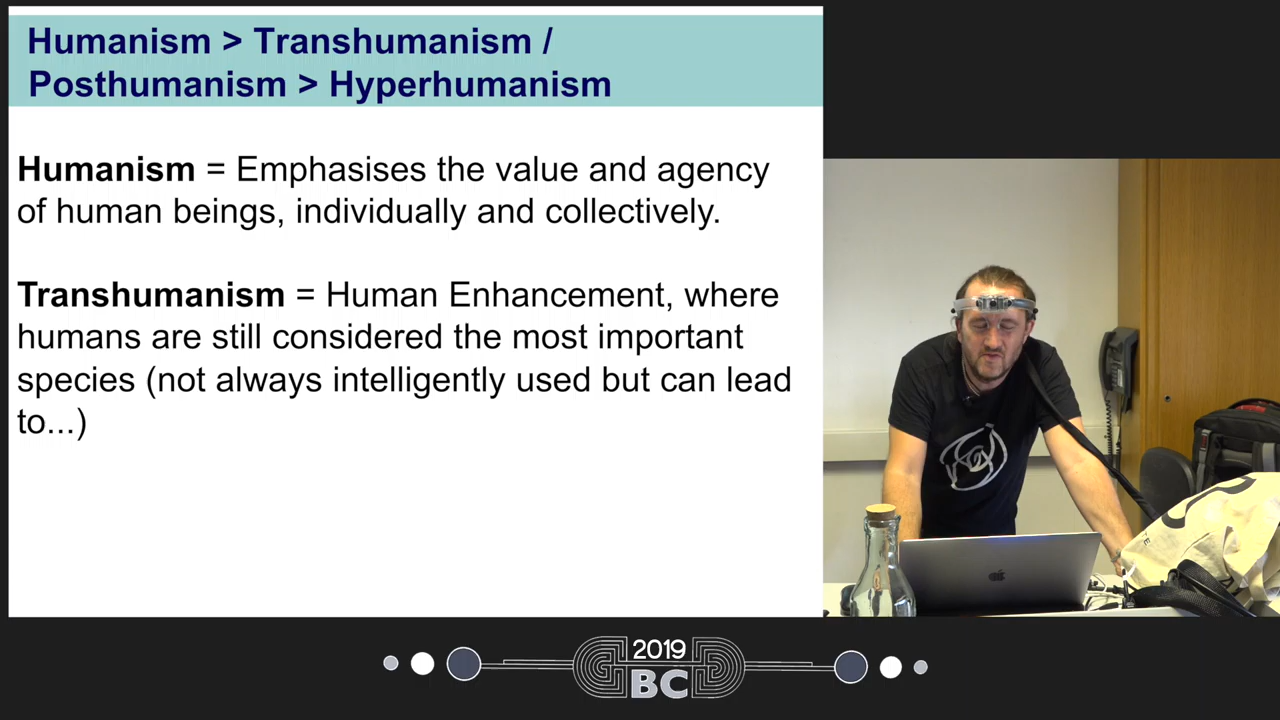 Humanism > Transhumanism /
Posthumanism > Hyperhumanism
Humanism = Emphasises the value and agency
of human beings, individually and collectively.
Transhumanism = Human Enhancement, where
humans are still considered the most important
species (not always intelligently used but can lead
to...)
2019
BC